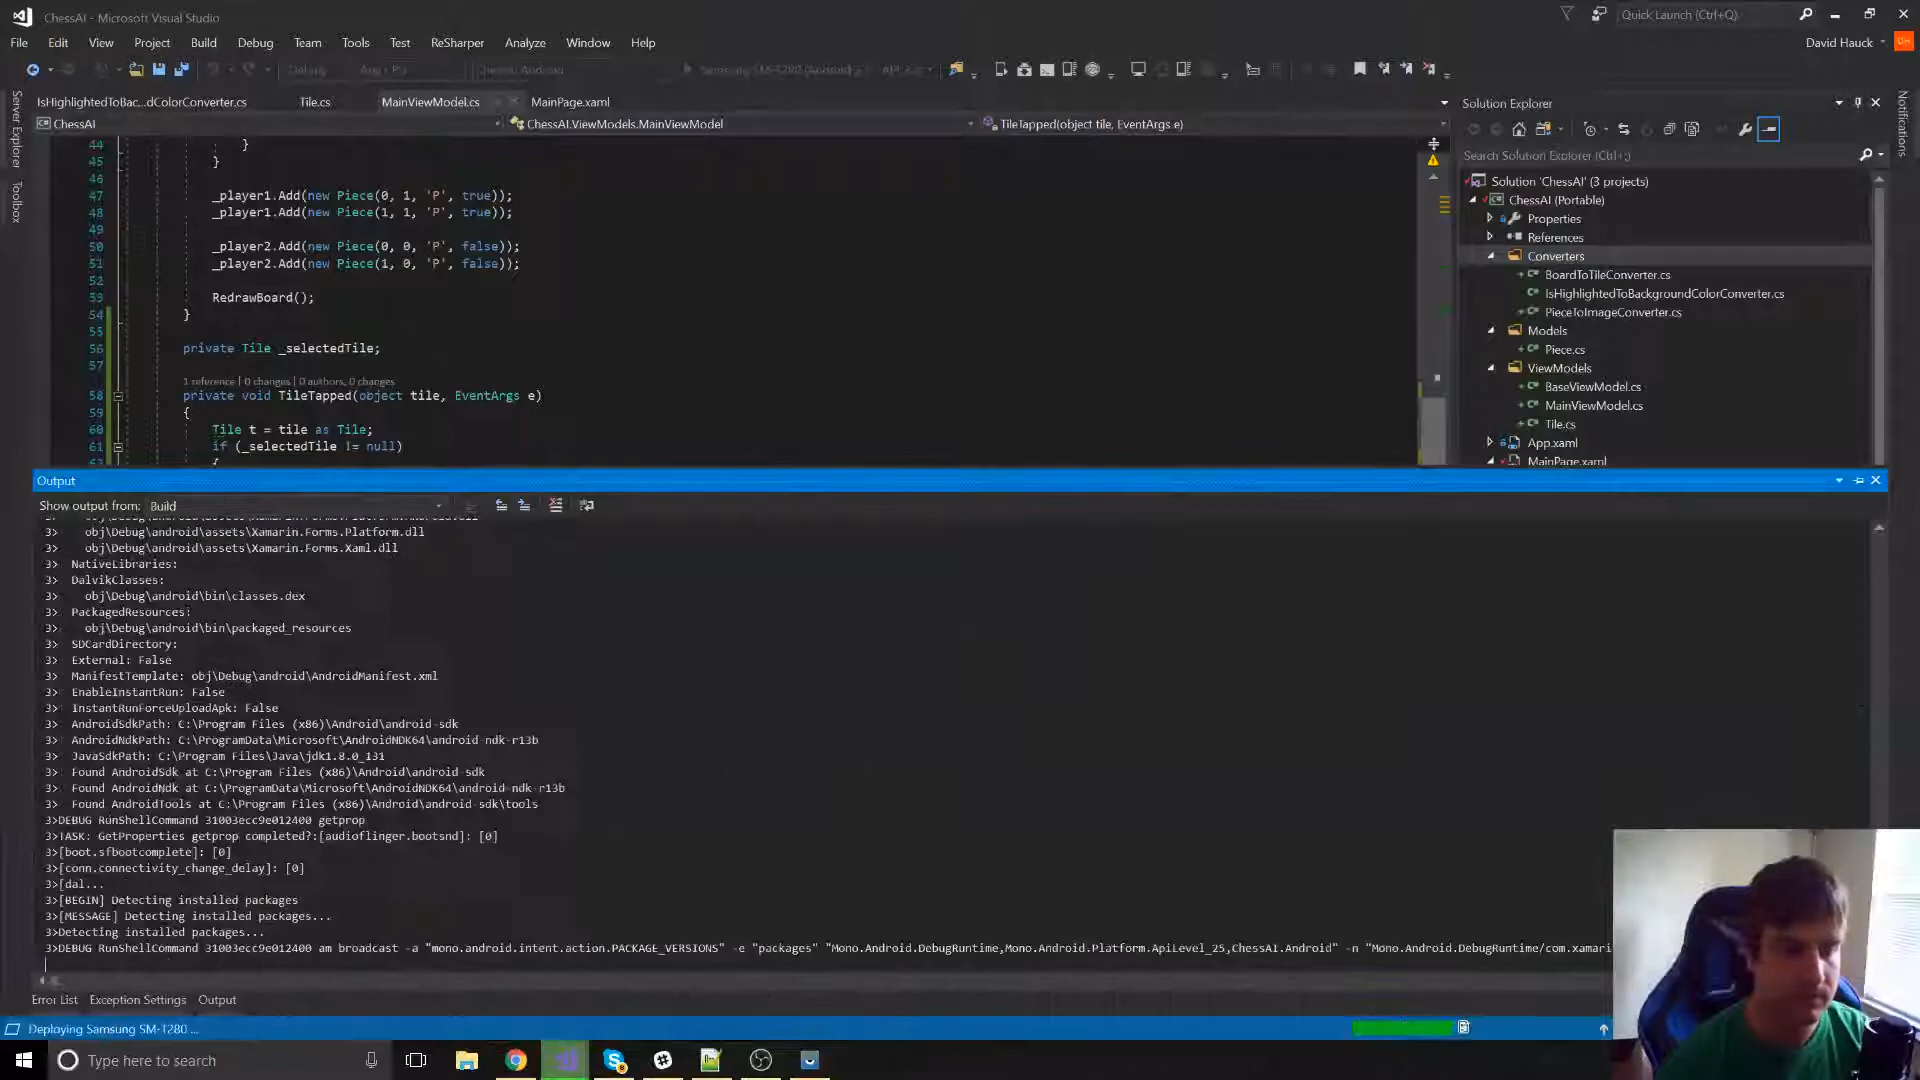 ChessAI - Microsoft Visual Studio
Quick Launch (Ctrl+Q)
File Edit View Project Build Debug Team Tools Test ReSharper Analyze Window Help
David Hauck
DH
IsHighlightedToBac...dColorConverter.cs Tile.cs MainViewModel.cs MainPage.xaml
ChessAI ChessAI.ViewModels.MainViewModel TileTapped(object tile, EventArgs e)
Server Explorer
Toolbox
Notifications
44 }
45 }
46
47 _player1.Add(new Piece(0, 1, 'P', true));
48 _player1.Add(new Piece(1, 1, 'P', true));
49
50 _player2.Add(new Piece(0, 0, 'P', false));
51 _player2.Add(new Piece(1, 0, 'P', false));
52
53 RedrawBoard();
54 }
55
56 private Tile _selectedTile;
57
1 reference | 0 changes | 0 authors, 0 changes
58 private void TileTapped(object tile, EventArgs e)
59 {
60 Tile t = tile as Tile;
61 if (_selectedTile != null)
{
Solution Explorer
Search Solution Explorer (Ctrl+;)
Solution 'ChessAI' (3 projects)
ChessAI (Portable)
Properties
References
Converters
BoardToTileConverter.cs
IsHighlightedToBackgroundColorConverter.cs
PieceToImageConverter.cs
Models
Piece.cs
ViewModels
BaseViewModel.cs
MainViewModel.cs
Tile.cs
App.xaml
MainPage.xaml
Output
Show output from: Build
3> obj\Debug\android\assets\Xamarin.Forms.Platform.dll
3> obj\Debug\android\assets\Xamarin.Forms.Xaml.dll
3> NativeLibraries:
3> DalvikClasses:
3> obj\Debug\android\bin\classes.dex
3> PackagedResources:
3> obj\Debug\android\bin\packaged_resources
3> SDCardDirectory:
3> External: False
3> ManifestTemplate: obj\Debug\android\AndroidManifest.xml
3> EnableInstantRun: False
3> InstantRunForceUploadApk: False
3> AndroidSdkPath: C:\Program Files (x86)\Android\android-sdk
3> AndroidNdkPath: C:\ProgramData\Microsoft\AndroidNDK64\android-ndk-r13b
3> JavaSdkPath: C:\Program Files\Java\jdk1.8.0_131
3> Found AndroidSdk at C:\Program Files (x86)\Android\android-sdk
3> Found AndroidNdk at C:\ProgramData\Microsoft\AndroidNDK64\android-ndk-r13b
3> Found AndroidTools at C:\Program Files (x86)\Android\android-sdk\tools
3>DEBUG RunShellCommand 31003ecc9e012400 getprop
3>TASK: GetProperties getprop completed?:[audioflinger.bootsnd]: [0]
3>[boot.sfbootcomplete]: [0]
3>[conn.connectivity_change_delay]: [0]
3>[dal...
3>[BEGIN] Detecting installed packages
3>[MESSAGE] Detecting installed packages...
3>Detecting installed packages...
3>DEBUG RunShellCommand 31003ecc9e012400 am broadcast -a "mono.android.intent.action.PACKAGE_VERSIONS" -e "packages" "Mono.Android.DebugRuntime,Mono.Android.Platform.ApiLevel_25,ChessAI.Android" -n "Mono.Android.DebugRuntime/com.xamari
Error List Exception Settings Output
Deploying Samsung SM-T280 ...
Type here to search